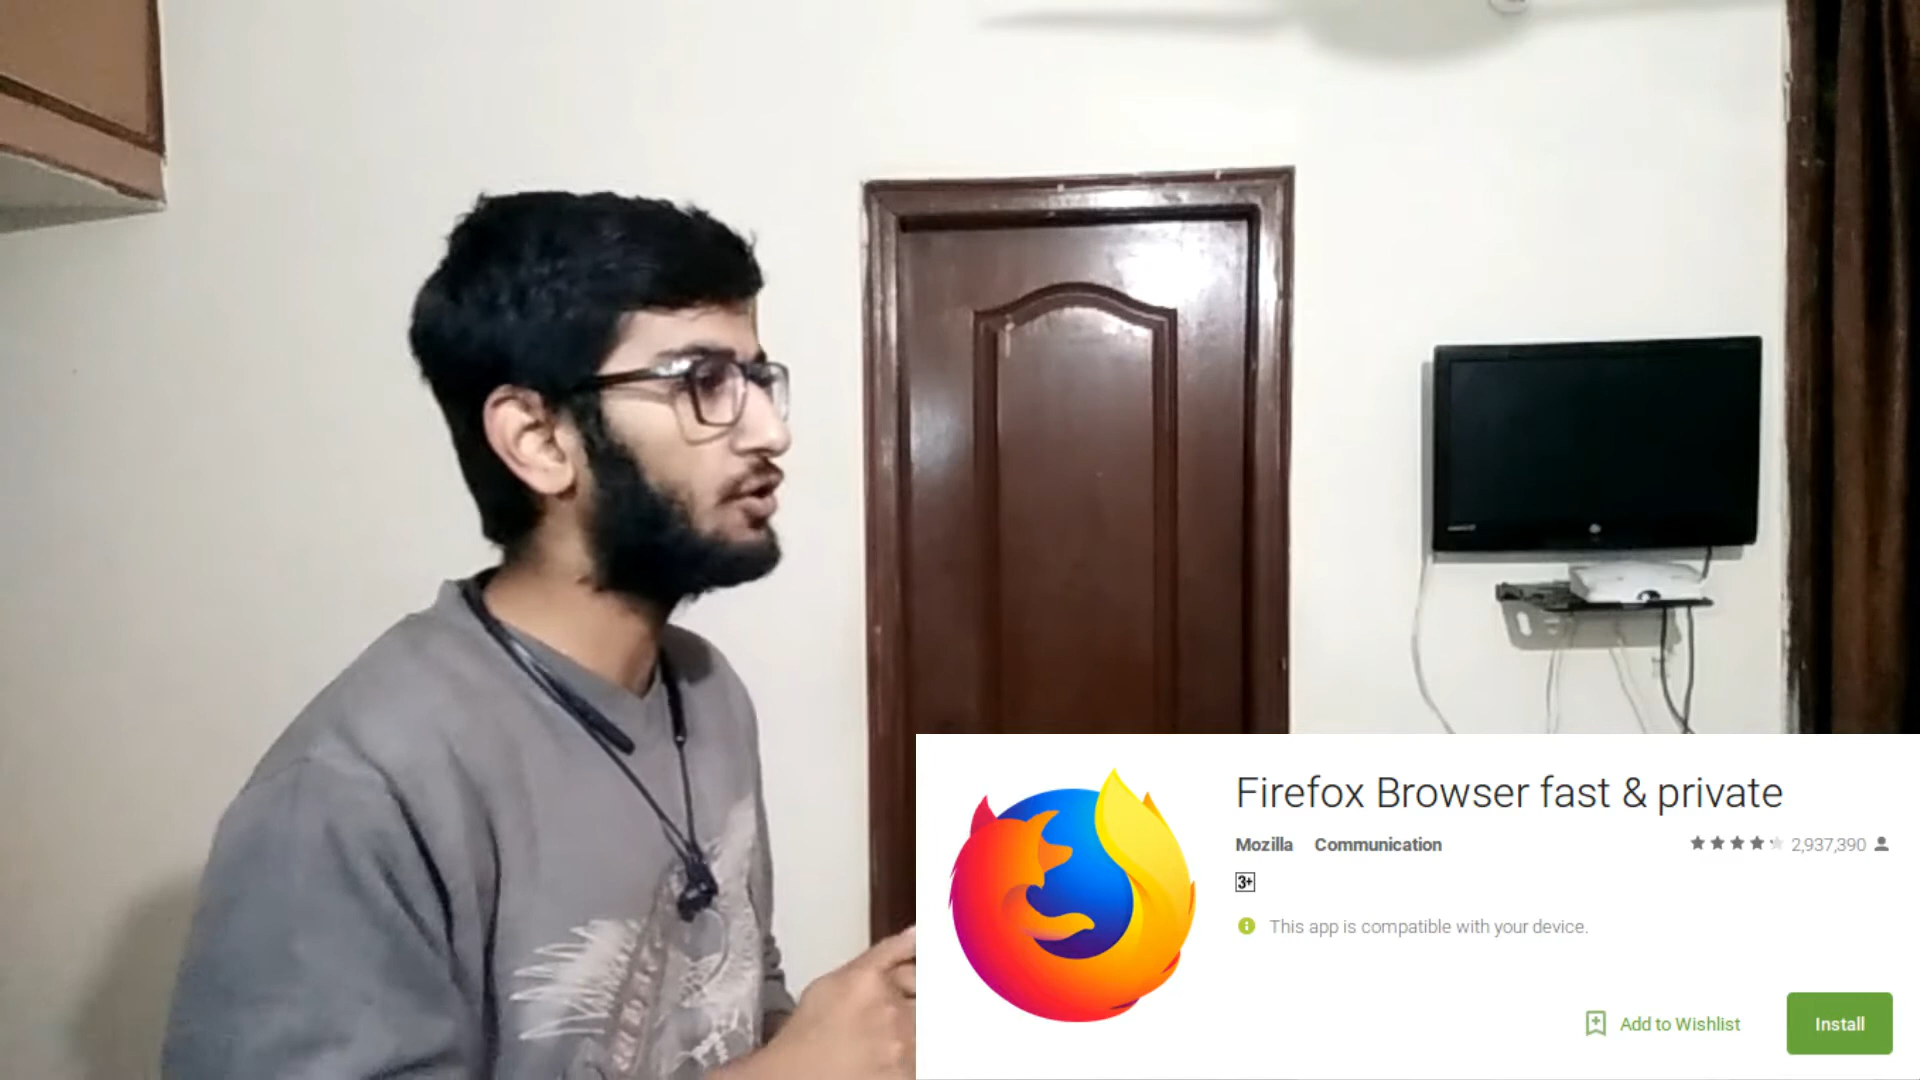 Firefox Browser fast & private
Mozilla Communication
2,937,390
3+
This app is compatible with your device.
Add to Wishlist
Install